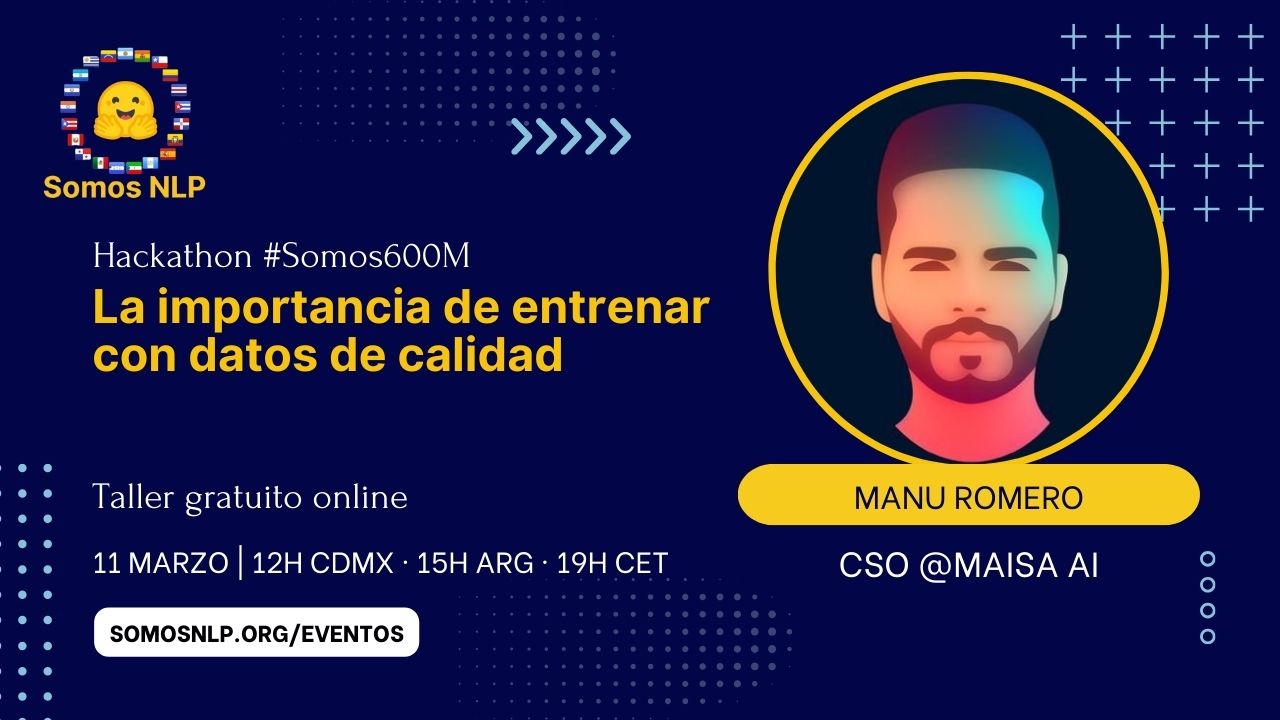 Somos NLP
Hackathon #Somos600M
La importancia de entrenar
con datos de calidad
Taller gratuito online
11 MARZO | 12H CDMX · 15H ARG · 19H CET
SOMOSNLP.ORG/EVENTOS
MANU ROMERO
CSO @MAISA AI